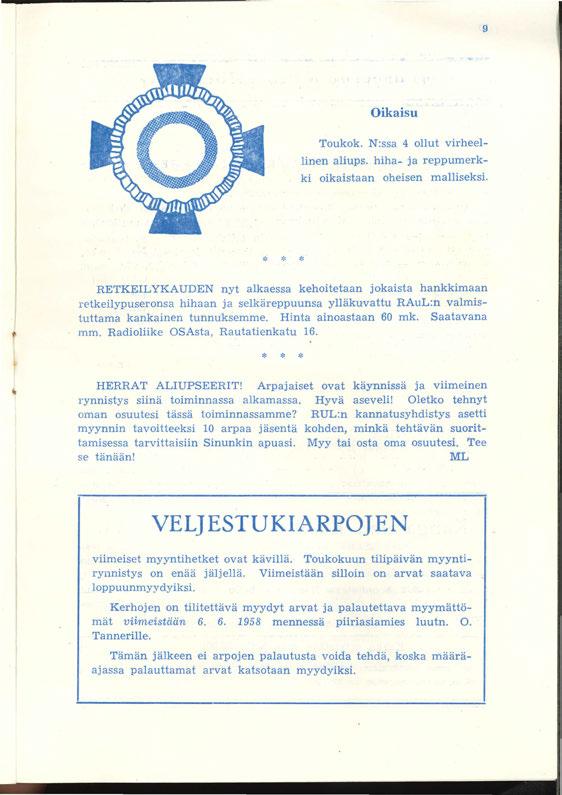 9
Oikaisu
Toukok. N:ssa 4 ollut virheel-
linen aliups. hiha- ja reppumerk-
ki oikaistaan oheisen malliseksi.
* * *
RETKEILYKAUDEN nyt alkaessa kehoitetaan jokaista hankkimaan
retkeilypuseronsa hihaan ja selkäreppuunsa ylläkuvattu RAuL:n valmis-
tuttama kankainen tunnuksemme. Hinta ainoastaan 60 mk. Saatavana
mm. Radioliike OSAsta, Rautatienkatu 16.
* * *
HERRAT ALIUPSEERIT! Arpajaiset ovat käynnissä ja viimeinen
rynnistys siinä toiminnassa alkamassa. Hyvä aseveli! Oletko tehnyt
oman osuutesi tässä toiminnassamme? RUL:n kannatusyhdistys asetti
myynnin tavoitteeksi 10 arpaa jäsentä kohden, minkä tehtävän suorit-
tamisessa tarvittaisiin Sinunkin apuasi. Myy tai osta oma osuutesi. Tee
se tänään! ML
VELJESTUKIARPOJEN
viimeiset myyntihetket ovat kävillä. Toukokuun tilipäivän myynti-
rynnistys on enää jäljellä. Viimeistään silloin on arvat saatava
loppuunmyydyiksi.
Kerhojen on tilitettävä myydyt arvat ja palautettava myymättö-
mät viimeistään 6. 6. 1958 mennessä piiriasiamies luutn. O.
Tannerille.
Tämän jälkeen ei arpojen palautusta voida tehdä, koska määrä-
ajassa palauttamat arvat katsotaan myydyiksi.